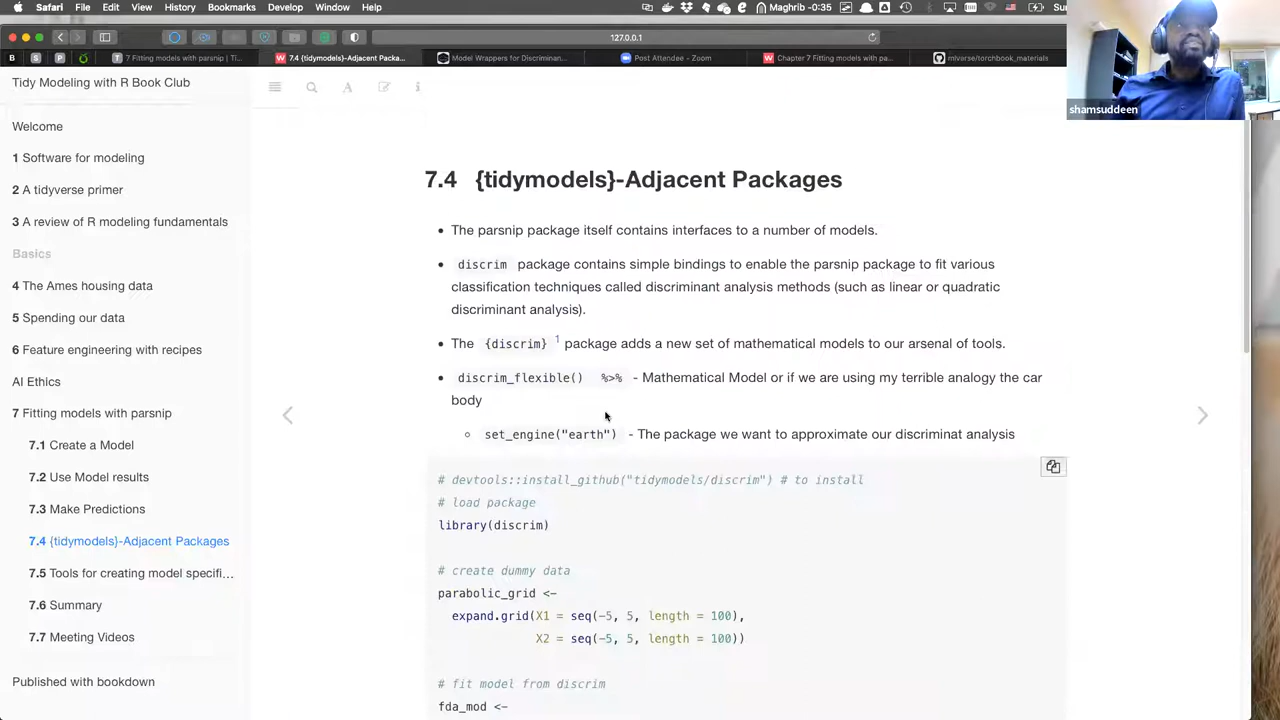 Safari File Edit View History Bookmarks Develop Window Help
Maghrib -0:35
127.0.0.1
7 Fitting models with parsnip | Ti...
7.4 {tidymodels}-Adjacent Packa...
Model Wrappers for Discriminan...
Post Attendee - Zoom
Chapter 7 Fitting models with pa...
mlverse/torchbook_materials
shamsuddeen
Tidy Modeling with R Book Club
Welcome
1 Software for modeling
2 A tidyverse primer
3 A review of R modeling fundamentals
Basics
4 The Ames housing data
5 Spending our data
6 Feature engineering with recipes
AI Ethics
7 Fitting models with parsnip
7.1 Create a Model
7.2 Use Model results
7.3 Make Predictions
7.4 {tidymodels}-Adjacent Packages
7.5 Tools for creating model specifi...
7.6 Summary
7.7 Meeting Videos
Published with bookdown
7.4 {tidymodels}-Adjacent Packages
• The parsnip package itself contains interfaces to a number of models.
• discrim package contains simple bindings to enable the parsnip package to fit various
classification techniques called discriminant analysis methods (such as linear or quadratic
discriminant analysis).
• The {discrim} 1 package adds a new set of mathematical models to our arsenal of tools.
• discrim_flexible() %>% - Mathematical Model or if we are using my terrible analogy the car
body
set_engine("earth") - The package we want to approximate our discriminat analysis
# devtools::install_github("tidymodels/discrim") # to install
# load package
library(discrim)
# create dummy data
parabolic_grid <-
expand.grid(X1 = seq(-5, 5, length = 100),
X2 = seq(-5, 5, length = 100))
# fit model from discrim
fda_mod <-